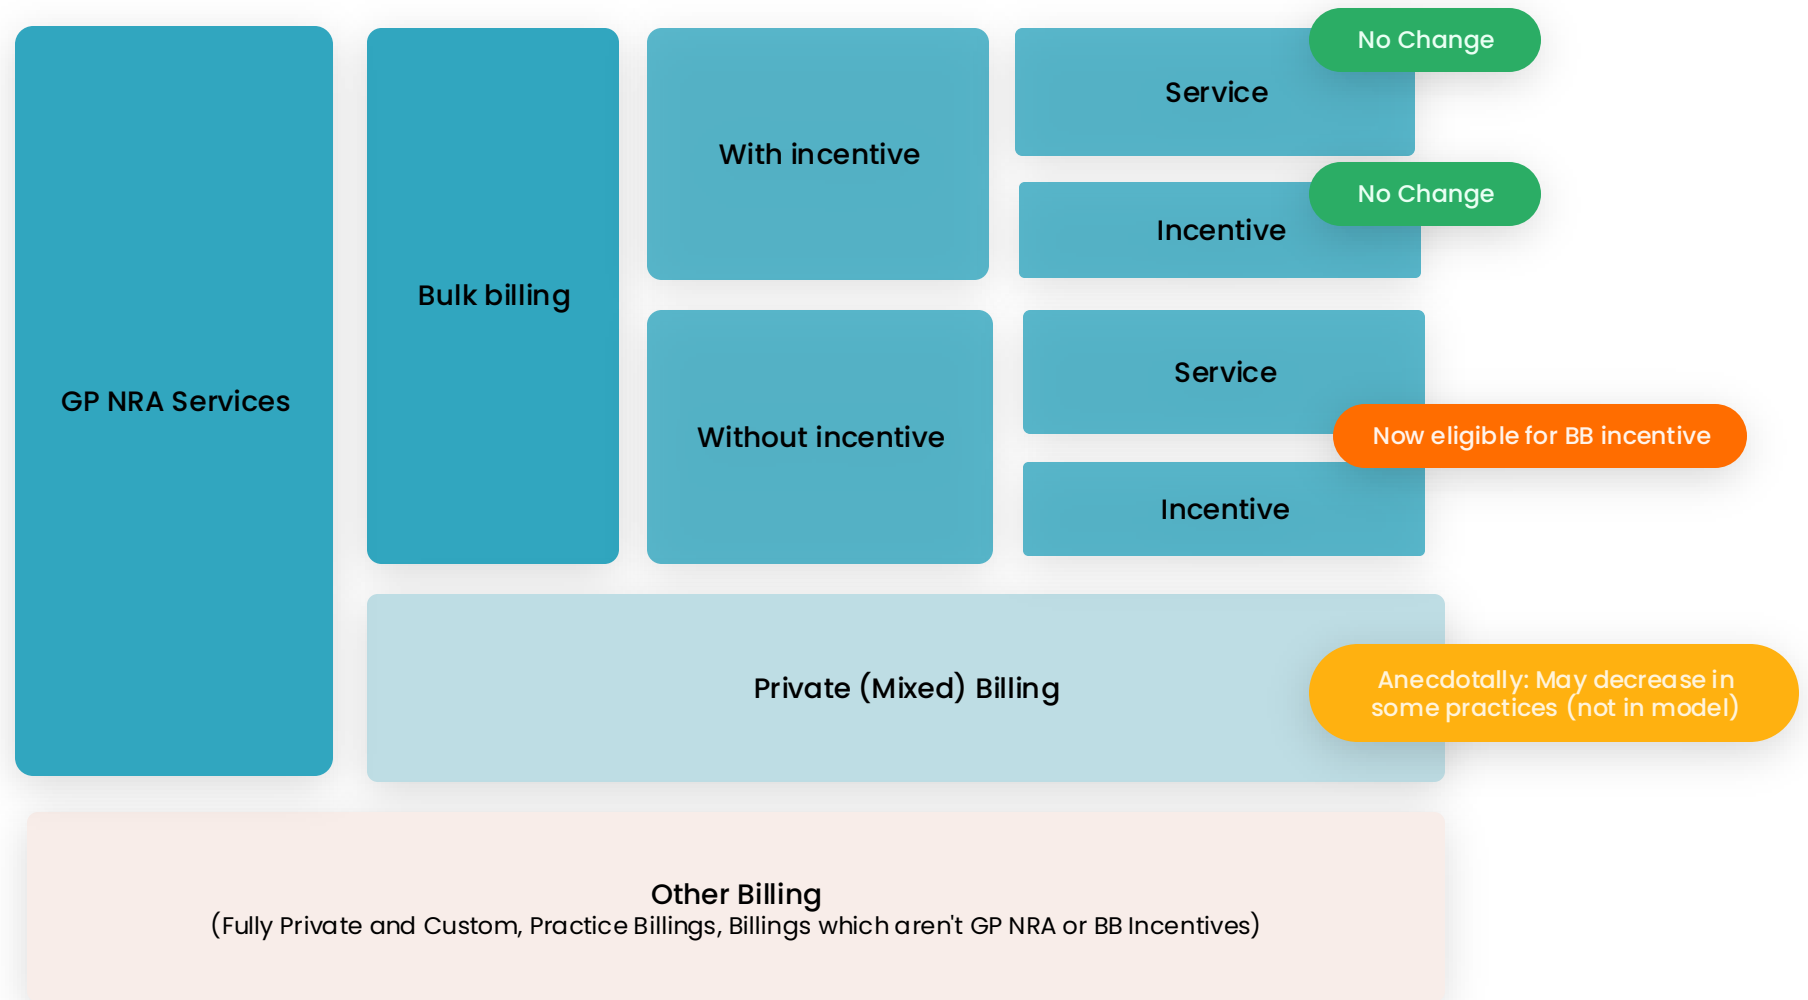 GP NRA Services
Bulk billing
With incentive
Service
No Change
Incentive
No Change
Without incentive
Service
Now eligible for BB incentive
Incentive
Private (Mixed) Billing
Anecdotally: May decrease in
some practices (not in model)
Other Billing
(Fully Private and Custom, Practice Billings, Billings which aren't GP NRA or BB Incentives)